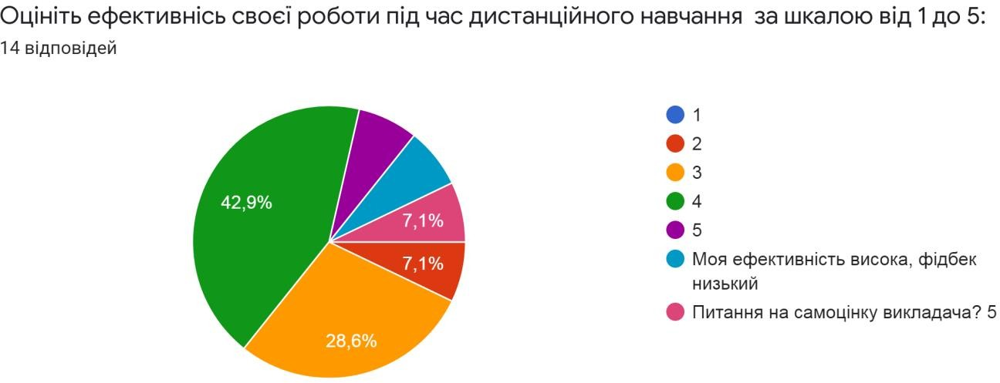 Оцініть ефективнісь своєї роботи під час дистанційного навчання за шкалою від 1 до 5:
14 відповідей
42,9%
7,1%
7,1%
28,6%
1
2
3
4
5
Моя ефективність висока, фідбек
низький
Питання на самоцінку викладача? 5